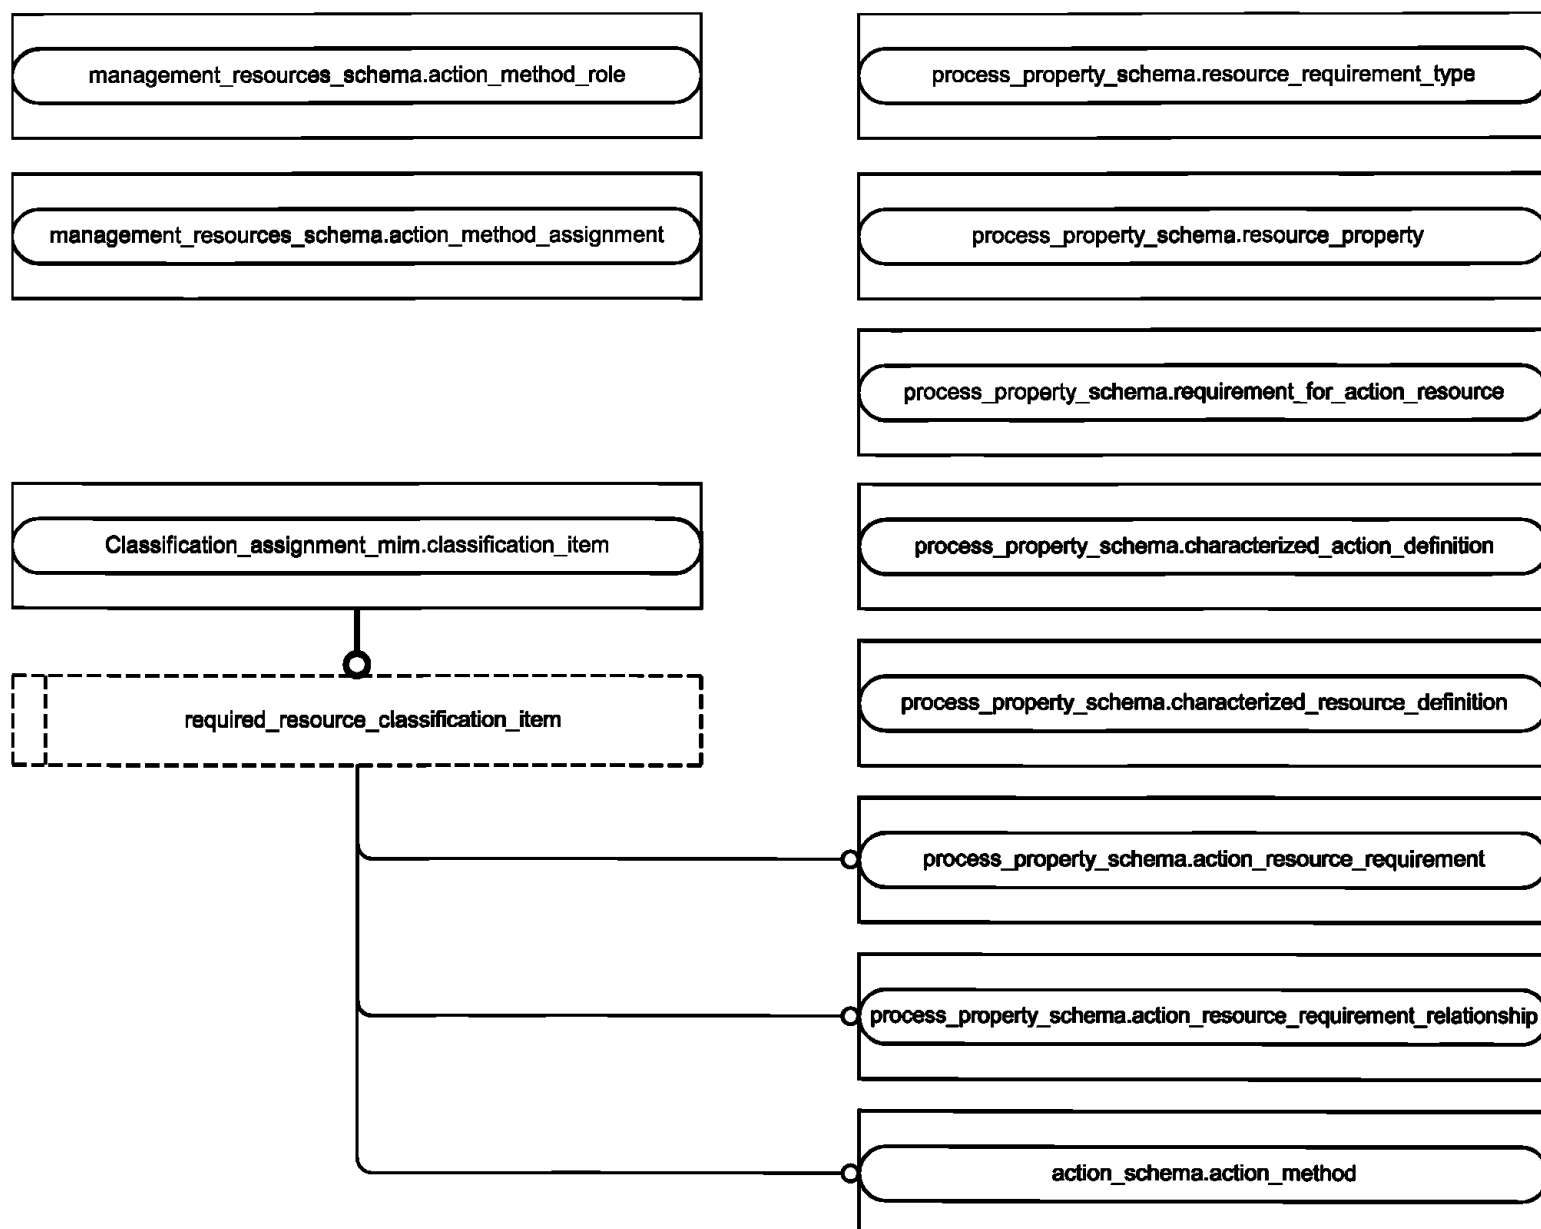 management_resources_schema.action_method_role
process_property_schema.resource_requirement_type
management_resources_schema.action_method_assignment
process_property_schema.resource_property
process_property_schema.requirement_for_action_resource
Classification_assignment_mim.classification_item
process_property_schema.characterized_action_definition
required_resource_classification_item
process_property_schema.characterized_resource_definition
process_property_schema.action_resource_requirement
process_property_schema.action_resource_requirement_relationship
action_schema.action_method